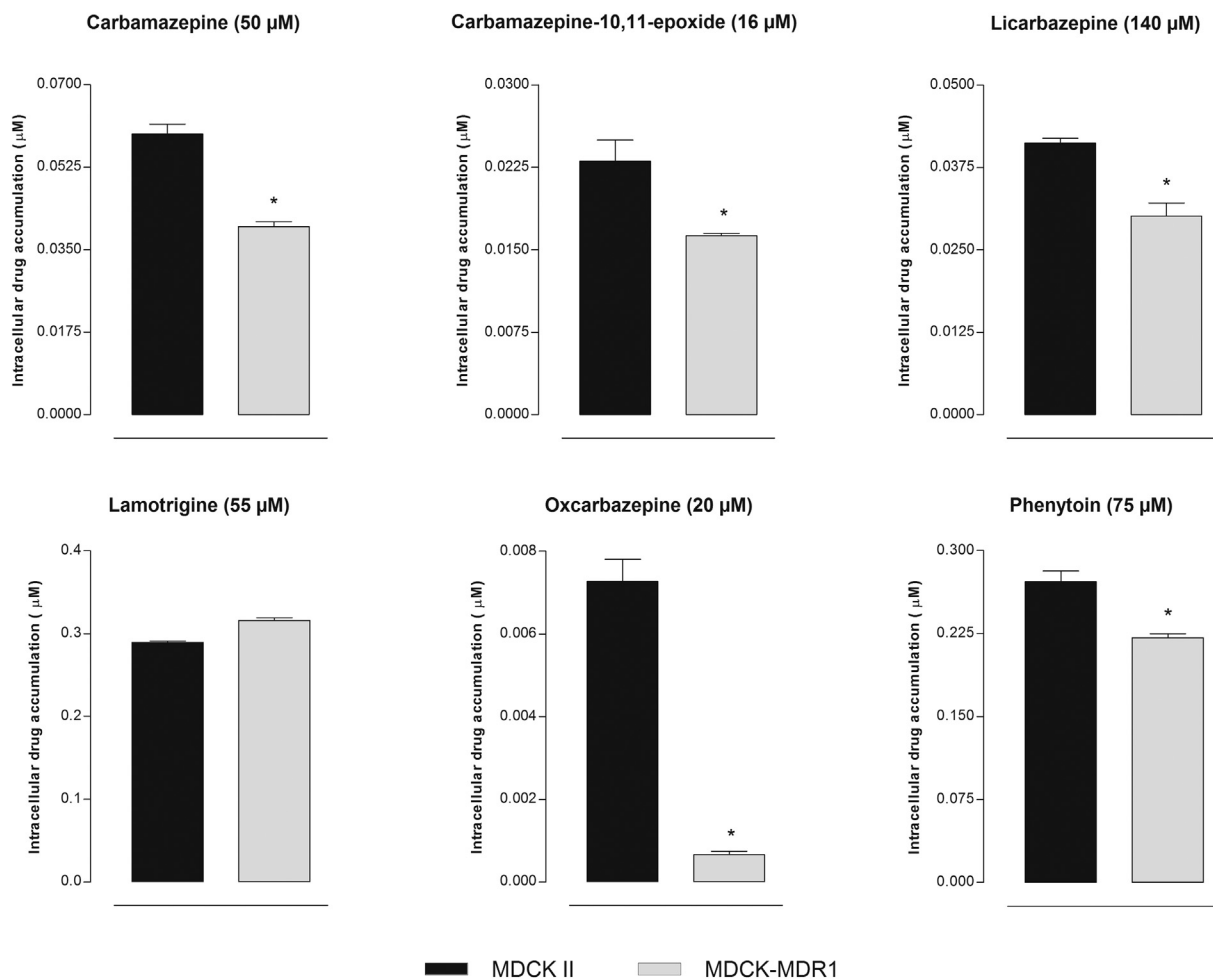 Carbamazepine (50 µM)
Intracellular drug accumulation (µM)
0.0700
0.0525
0.0350
0.0175
0.0000
*
Carbamazepine-10,11-epoxide (16 µM)
Intracellular drug accumulation (µM)
0.0300
0.0225
0.0150
0.0075
0.0000
*
Licarbazepine (140 µM)
Intracellular drug accumulation (µM)
0.0500
0.0375
0.0250
0.0125
0.0000
*
Lamotrigine (55 µM)
Intracellular drug accumulation ( µM)
0.4
0.3
0.2
0.1
0.0
Oxcarbazepine (20 µM)
Intracellular drug accumulation ( µM)
0.008
0.006
0.004
0.002
0.000
*
Phenytoin (75 µM)
Intracellular drug accumulation ( µM)
0.300
0.225
0.150
0.075
0.000
*
MDCK II
MDCK-MDR1